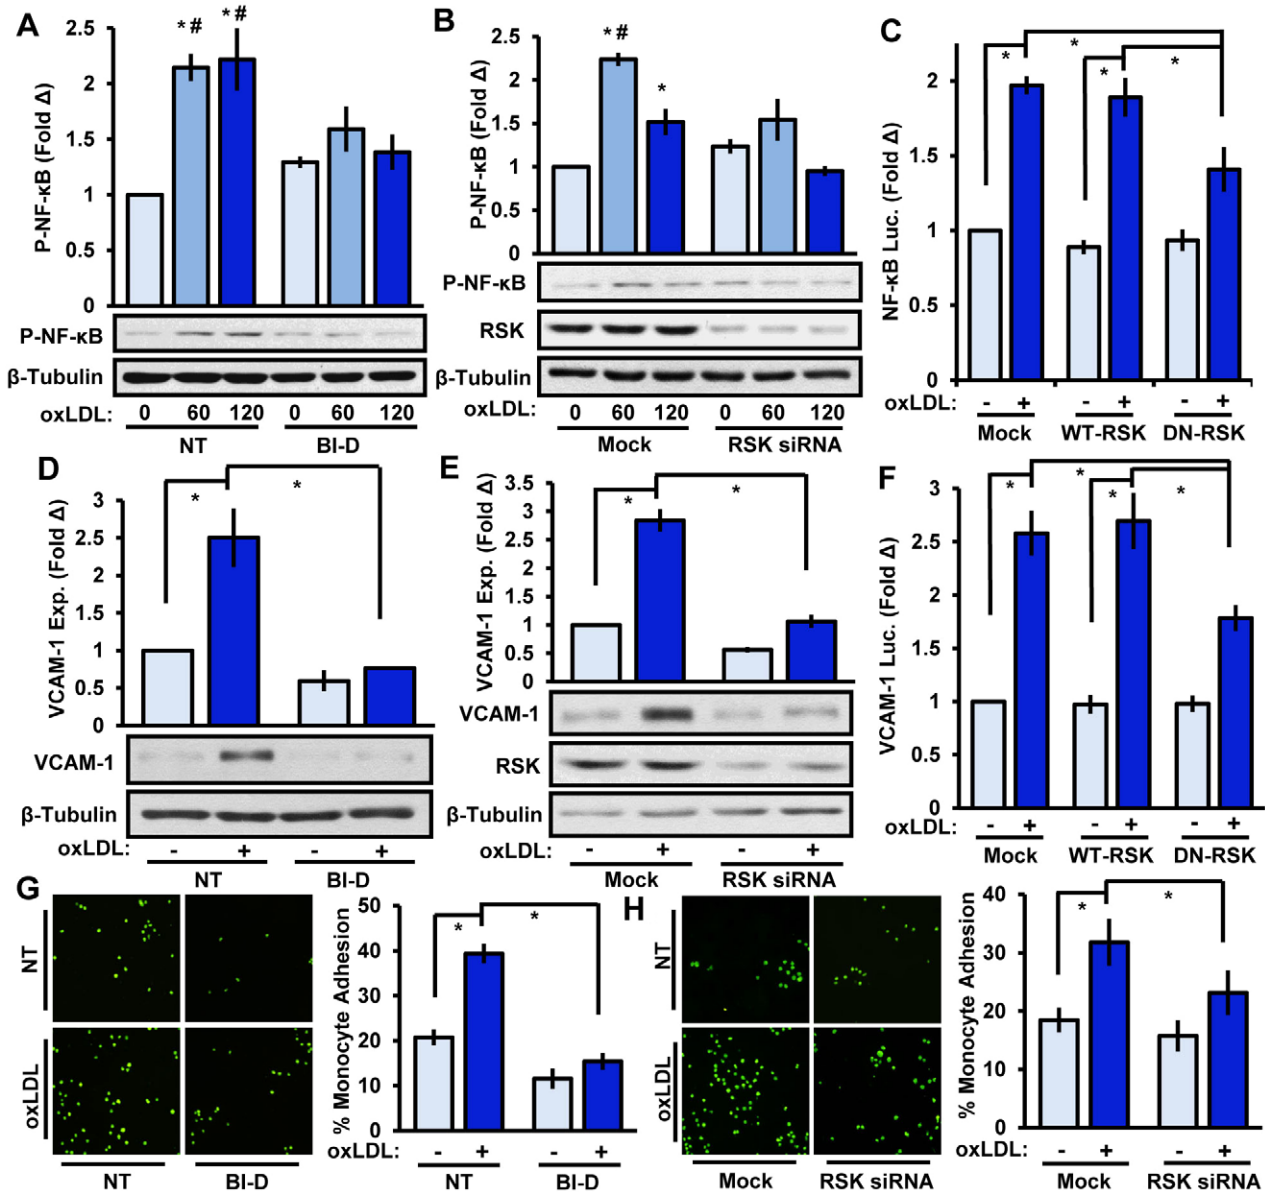 A
P-NF-κB (Fold Δ)
2.5
2
1.5
1
0.5
0
*# *#
P-NF-κB
β-Tubulin
oxLDL: 0 60 120 0 60 120
NT BI-D
B
P-NF-κB (Fold Δ)
2.5
2
1.5
1
0.5
0
*# *
P-NF-κB
RSK
β-Tubulin
oxLDL: 0 60 120 0 60 120
Mock RSK siRNA
C
NF-κB Luc. (Fold Δ)
2
1.5
1
0.5
0
* * * *
oxLDL: - + - + - +
Mock WT-RSK DN-RSK
D
VCAM-1 Exp. (Fold Δ)
3
2.5
2
1.5
1
0.5
0
* *
VCAM-1
β-Tubulin
oxLDL: - + - +
NT BI-D
E
VCAM-1 Exp. (Fold Δ)
3.5
3
2.5
2
1.5
1
0.5
0
* *
VCAM-1
RSK
β-Tubulin
oxLDL: - + - +
Mock RSK siRNA
F
VCAM-1 Luc. (Fold Δ)
3
2.5
2
1.5
1
0.5
0
* * * *
oxLDL: - + - + - +
Mock WT-RSK DN-RSK
G
NT
oxLDL
NT BI-D
% Monocyte Adhesion
50
40
30
20
10
0
* *
oxLDL: - + - +
NT BI-D
H
NT
oxLDL
Mock RSK siRNA
% Monocyte Adhesion
40
30
20
10
0
* *
oxLDL: - + - +
Mock RSK siRNA